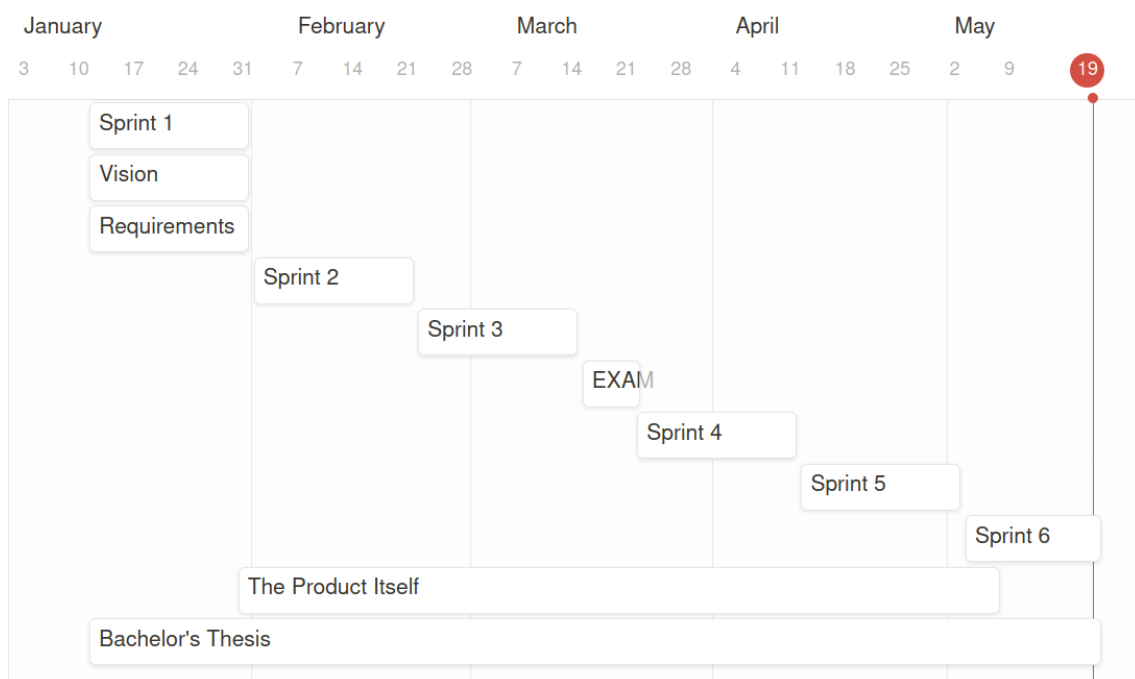 January February March April May
3 10 17 24 31 7 14 21 28 7 14 21 28 4 11 18 25 2 9 19
Sprint 1
Vision
Requirements
Sprint 2
Sprint 3
EXAM
Sprint 4
Sprint 5
Sprint 6
The Product Itself
Bachelor's Thesis